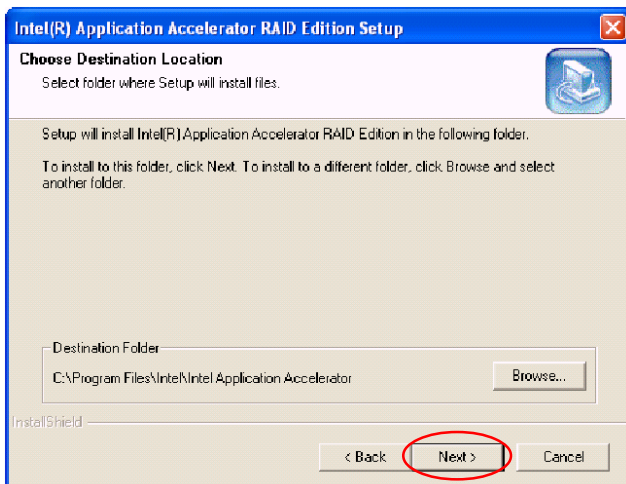 Intel(R) Application Accelerator RAID Edition Setup
Choose Destination Location
Select folder where Setup will install files.
Setup will install Intel(R) Application Accelerator RAID Edition in the following folder.
To install to this folder, click Next. To install to a different folder, click Browse and select
another folder.
Destination Folder
C:\Program Files\Intel\Intel Application Accelerator
Browse...
InstallShield
< Back
Next >
Cancel